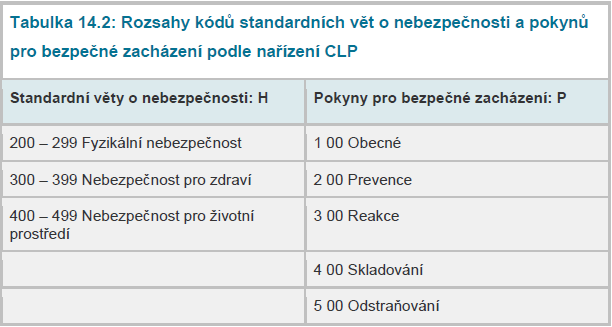 Tabulka 14.2: Rozsahy kódů standardních vět o nebezpečnosti a pokynů
pro bezpečné zacházení podle nařízení CLP
Standardní věty o nebezpečnosti: H
Pokyny pro bezpečné zacházení: P
200 – 299 Fyzikální nebezpečnost
1 00 Obecné
300 – 399 Nebezpečnost pro zdraví
2 00 Prevence
400 – 499 Nebezpečnost pro životní
prostředí
3 00 Reakce
4 00 Skladování
5 00 Odstraňování